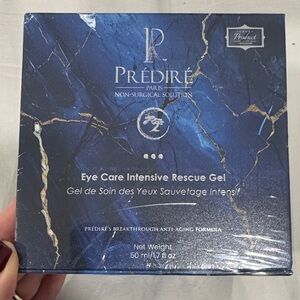 PRÉDIRÉ
PARIS
NON-SURGICAL SOLUTION
Product
Eye Care Intensive Rescue Gel
Gel de Soin des Yeux Sauvetage Intensif
PRÉDIRÉ'S BREAKTHROUGH ANTI-AGING FORMULA
Net Weight
50 ml/1.7 fl oz